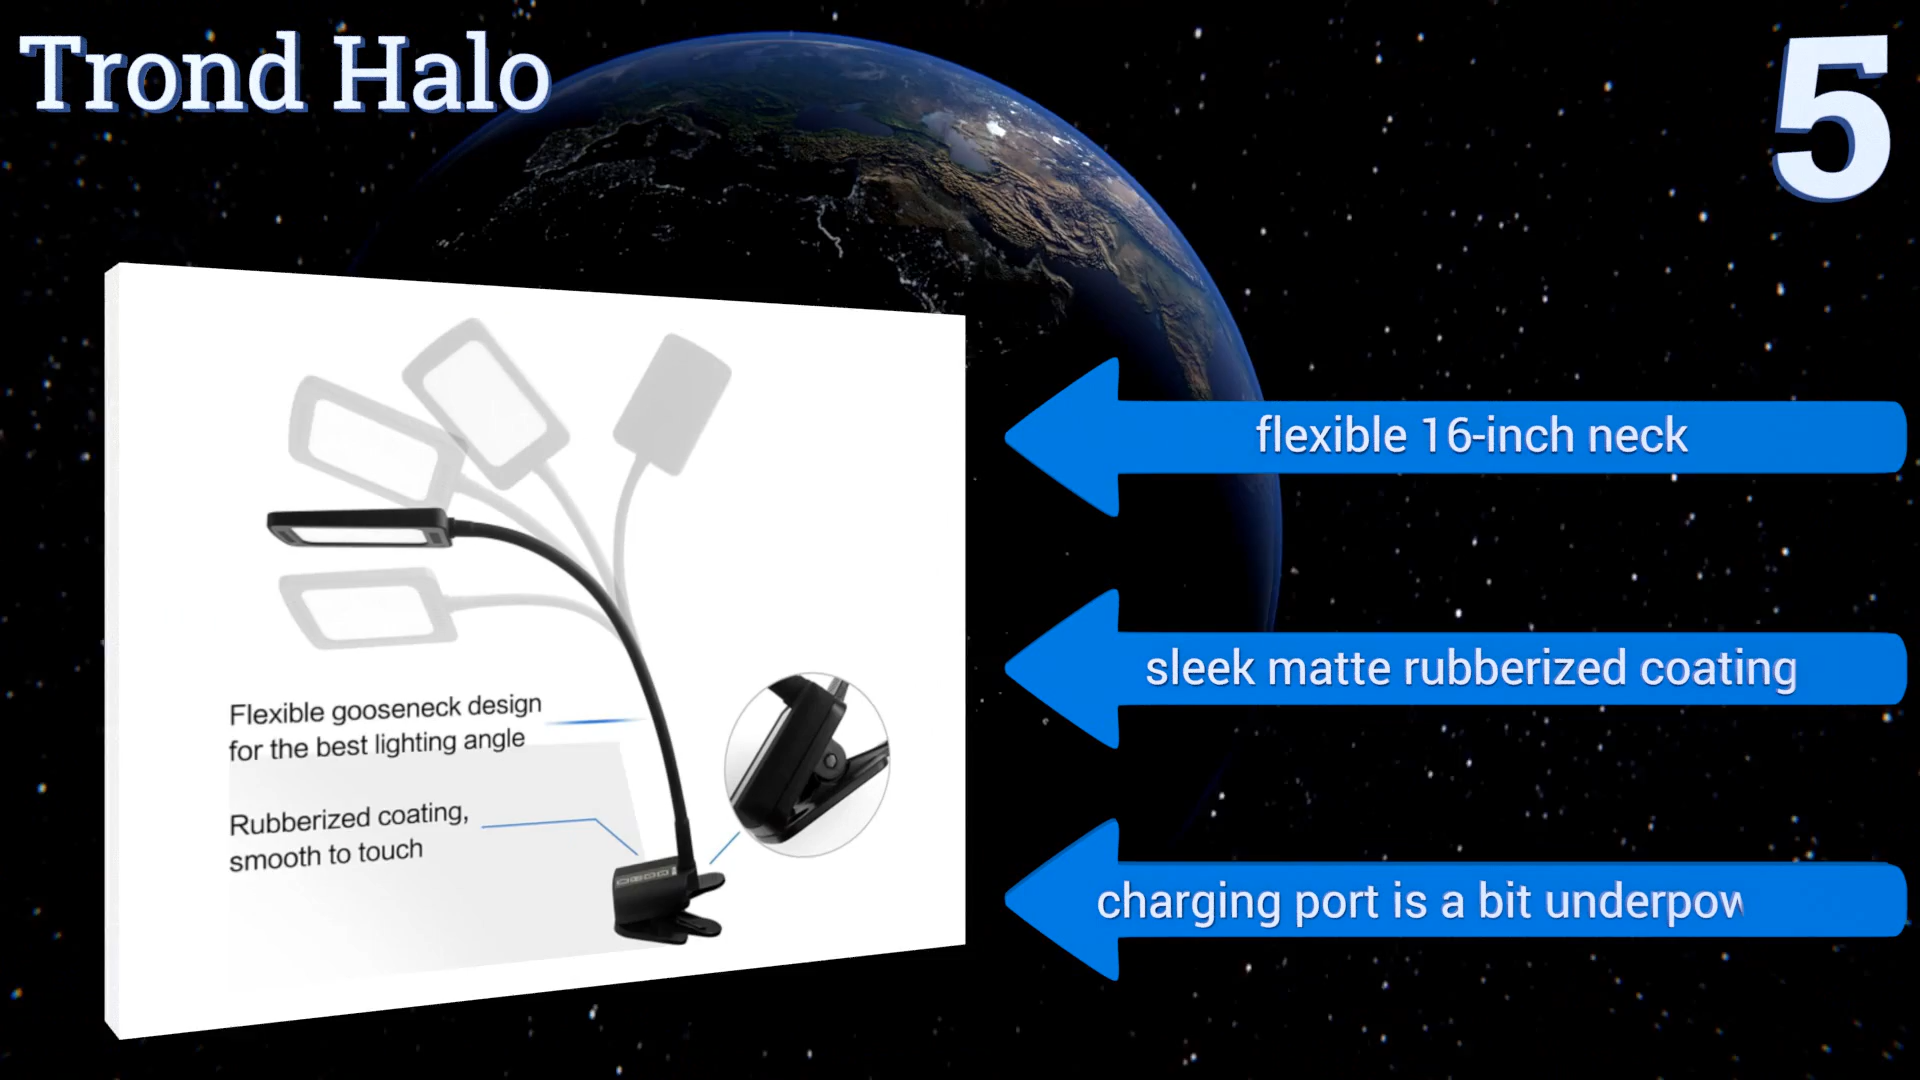 Trond Halo
5
flexible 16-inch neck
sleek matte rubberized coating
charging port is a bit underpow
Flexible gooseneck design
for the best lighting angle
Rubberized coating,
smooth to touch